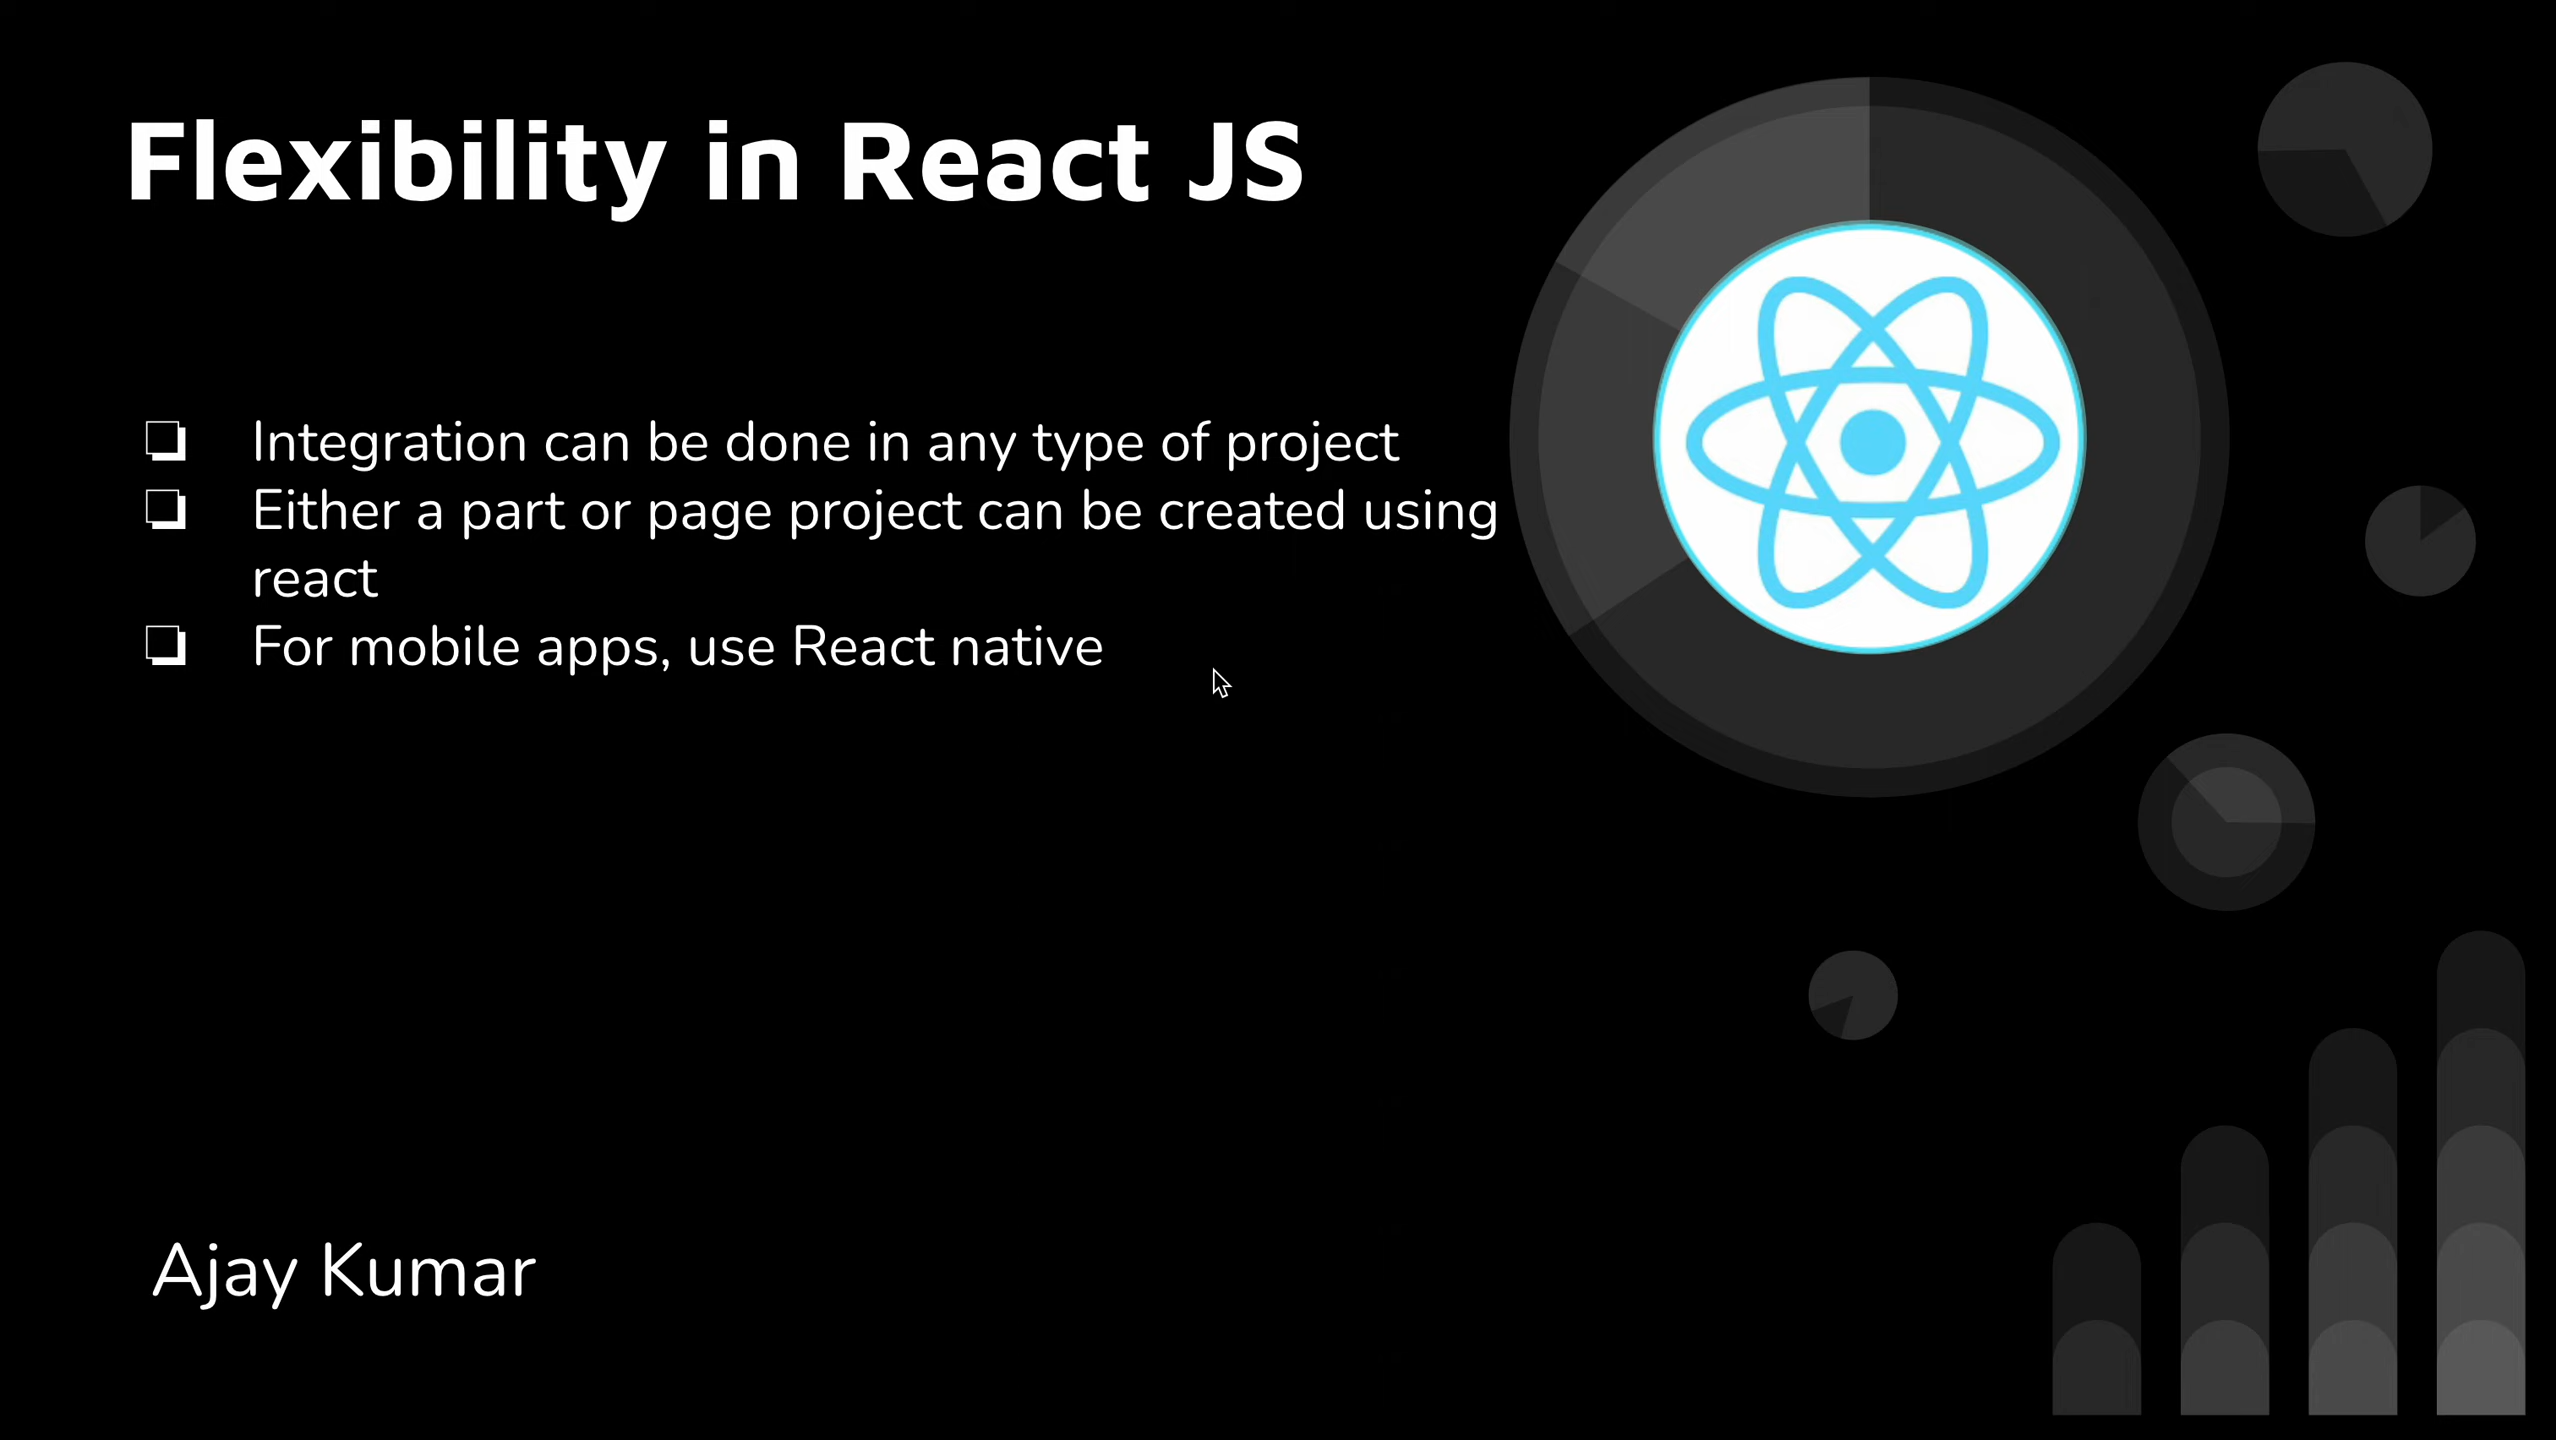 Flexibility in React JS
❏ Integration can be done in any type of project
❏ Either a part or page project can be created using
react
❏ For mobile apps, use React native
Ajay Kumar